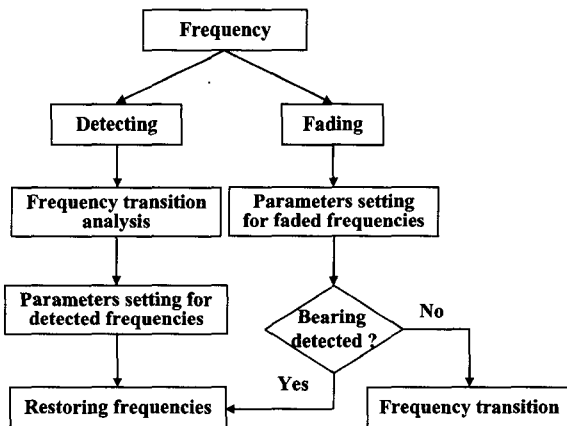 Frequency
Detecting
Fading
Frequency transition
analysis
Parameters setting
for faded frequencies
Parameters setting for
detected frequencies
Bearing
detected ?
No
Yes
Restoring frequencies
Frequency transition